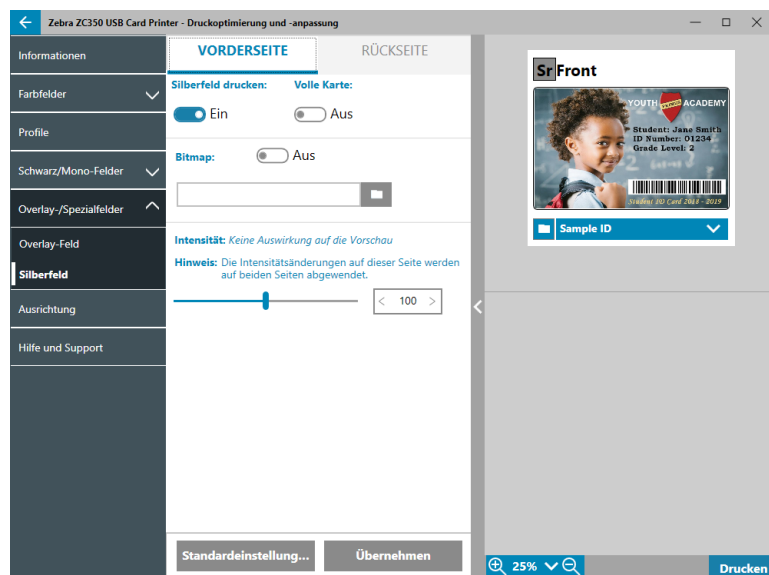 Zebra ZC350 USB Card Printer - Druckoptimierung und -anpassung
Informationen
Farbfelder
Profile
Schwarz/Mono-Felder
Overlay-/Spezialfelder
Overlay-Feld
Silberfeld
Ausrichtung
Hilfe und Support
VORDERSEITE
RÜCKSEITE
Silberfeld drucken:
Volle Karte:
Ein
Aus
Bitmap:
Aus
Intensität: Keine Auswirkung auf die Vorschau
Hinweis: Die Intensitätsänderungen auf dieser Seite werden
auf beiden Seiten abgewendet.
< 100 >
Standardeinstellung...
Übernehmen
Sr Front
YOUTH
ACADEMY
Student: Jane Smith
ID Number: 01234
Grade Level: 2
Student ID Card 2018 - 2019
Sample ID
25%
Drucken